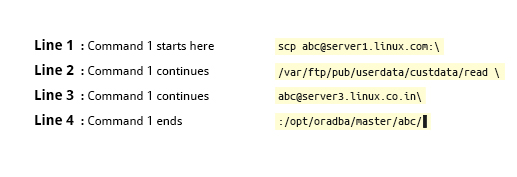 Line 1 : Command 1 starts here scp abc@server1.linux.com:\
Line 2 : Command 1 continues /var/ftp/pub/userdata/custdata/read \
Line 3 : Command 1 continues abc@server3.linux.co.in\
Line 4 : Command 1 ends :/opt/oradba/master/abc/